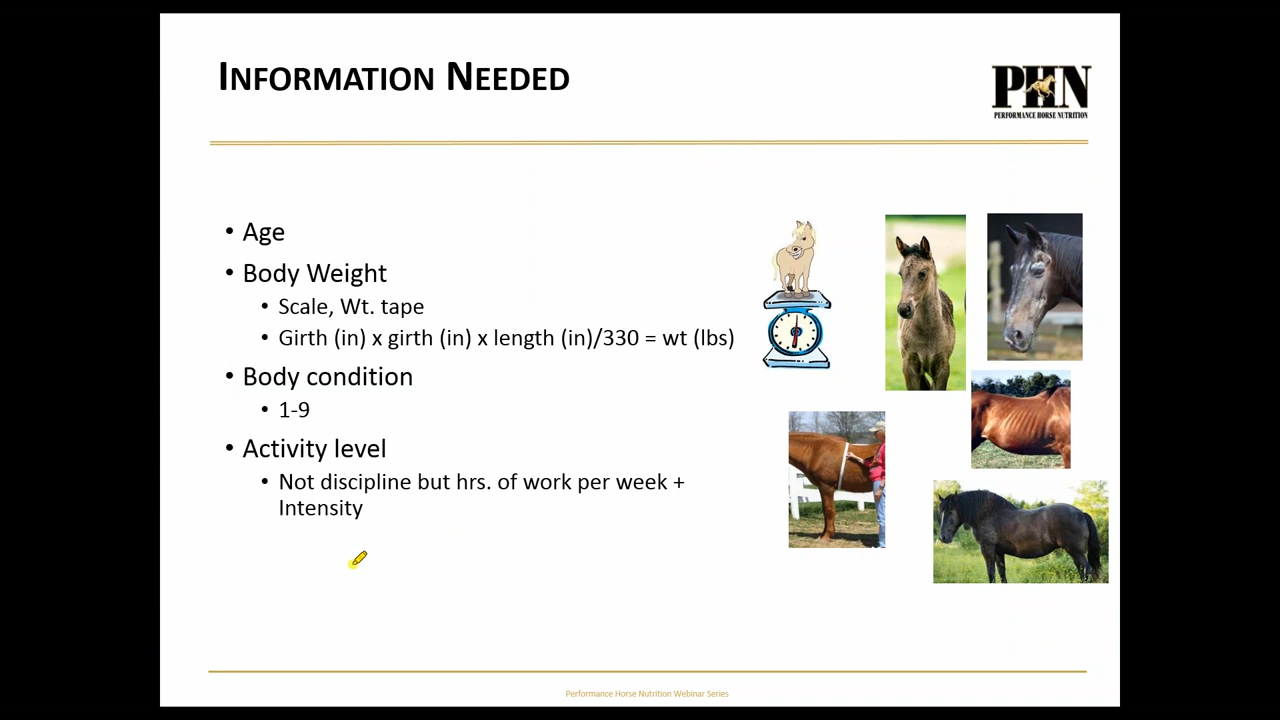 INFORMATION NEEDED
PHN
PERFORMANCE HORSE NUTRITION
• Age
• Body Weight
• Scale, Wt. tape
• Girth (in) x girth (in) x length (in)/330 = wt (lbs)
• Body condition
• 1-9
• Activity level
• Not discipline but hrs. of work per week +
Intensity
Performance Horse Nutrition Webinar Series